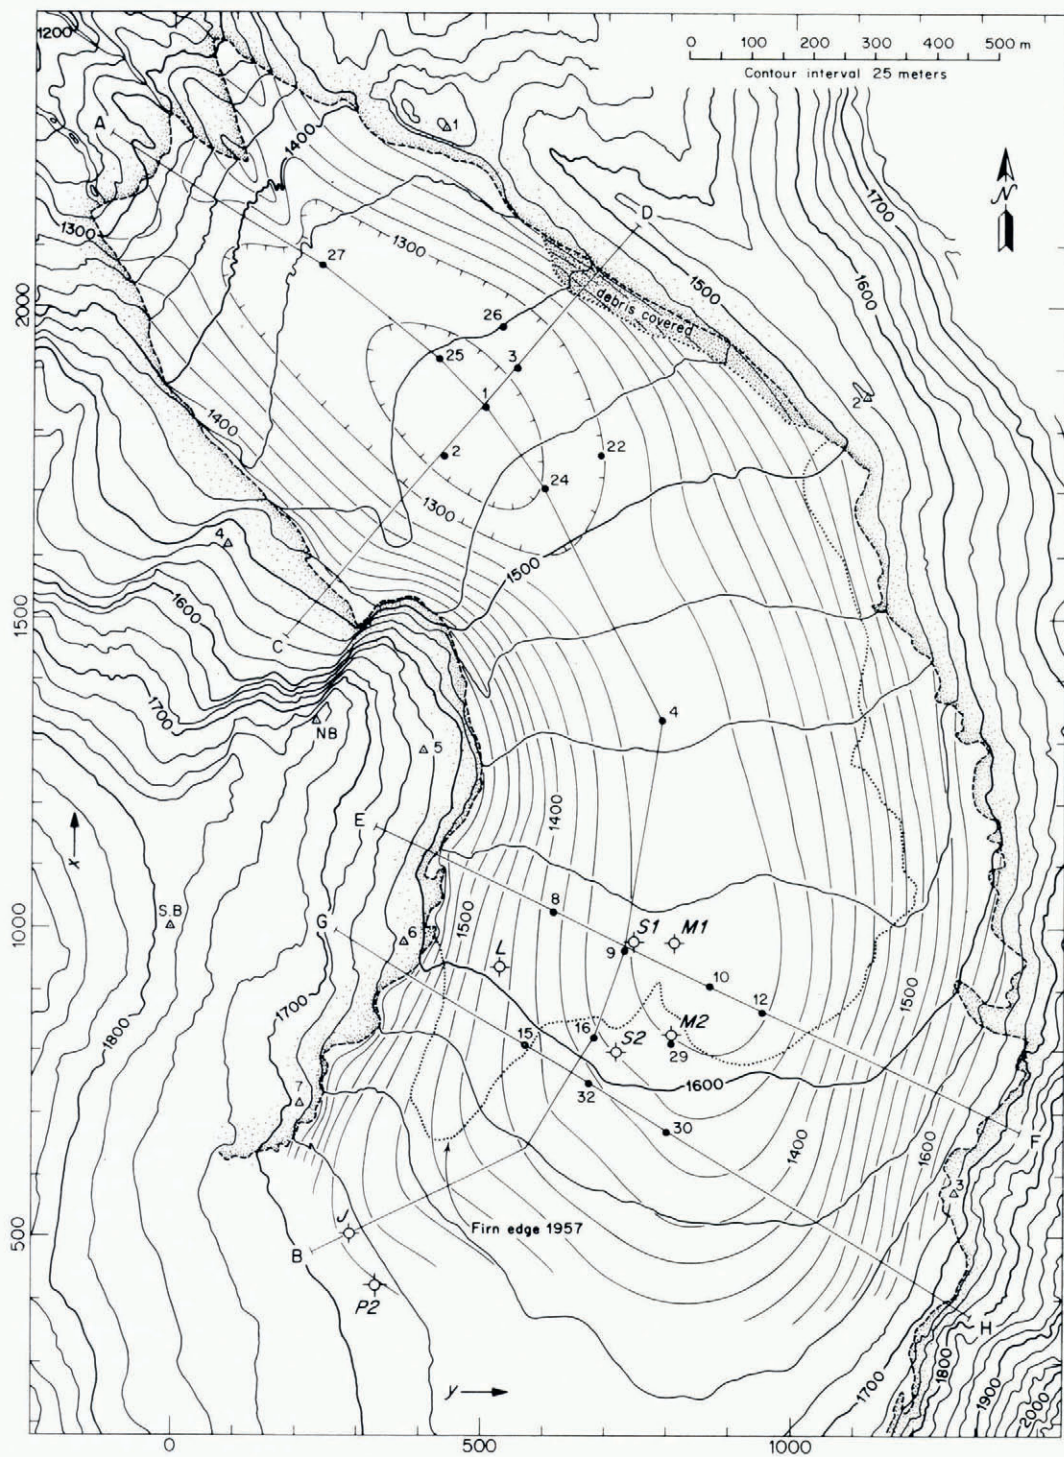 1200
0 100 200 300 400 500 m
Contour interval 25 meters
A
1
1400
N
1700
D
1300
1300
27
1500
1600
2000
debris covered
26
25
3
1
2
1400
2
22
24
1300
4
1500
1600
1500
C
1700
4
NB
5
x
E
1400
8
S.B
S1
M1
1000
G
1500
6
L
9
10
1500
12
1700
M2
16
15
S2
29
1800
1600
7
32
30
1400
1600
F
3
J
Firn edge 1957
500
B
P2
H
1800
y
1700
1900
2000
0
500
1000